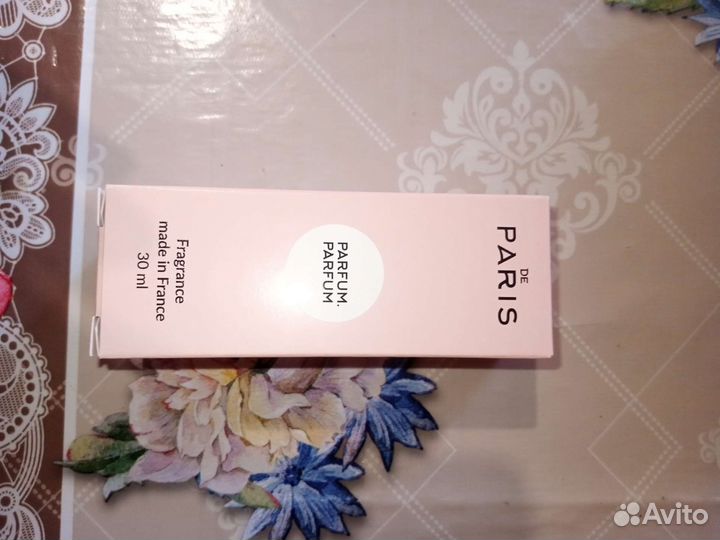 DE
PARIS
PARFUM.
PARFUM
Fragrance
made in France
30 ml
Avito